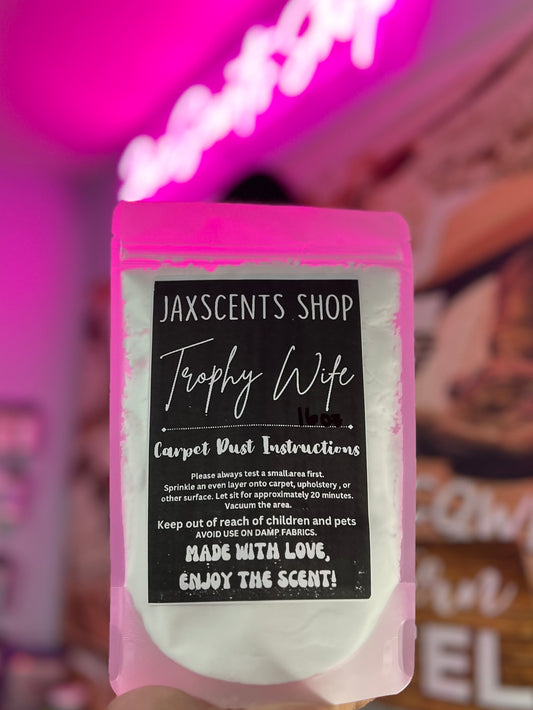 JAXSCENTS SHOP
Trophy Wife
16oz
Carpet Dust Instructions
Please always test a small area first.
Sprinkle an even layer onto carpet, upholstery , or
other surface. Let sit for approximately 20 minutes.
Vacuum the area.
Keep out of reach of children and pets
AVOID USE ON DAMP FABRICS.
MADE WITH LOVE,
ENJOY THE SCENT!
EL